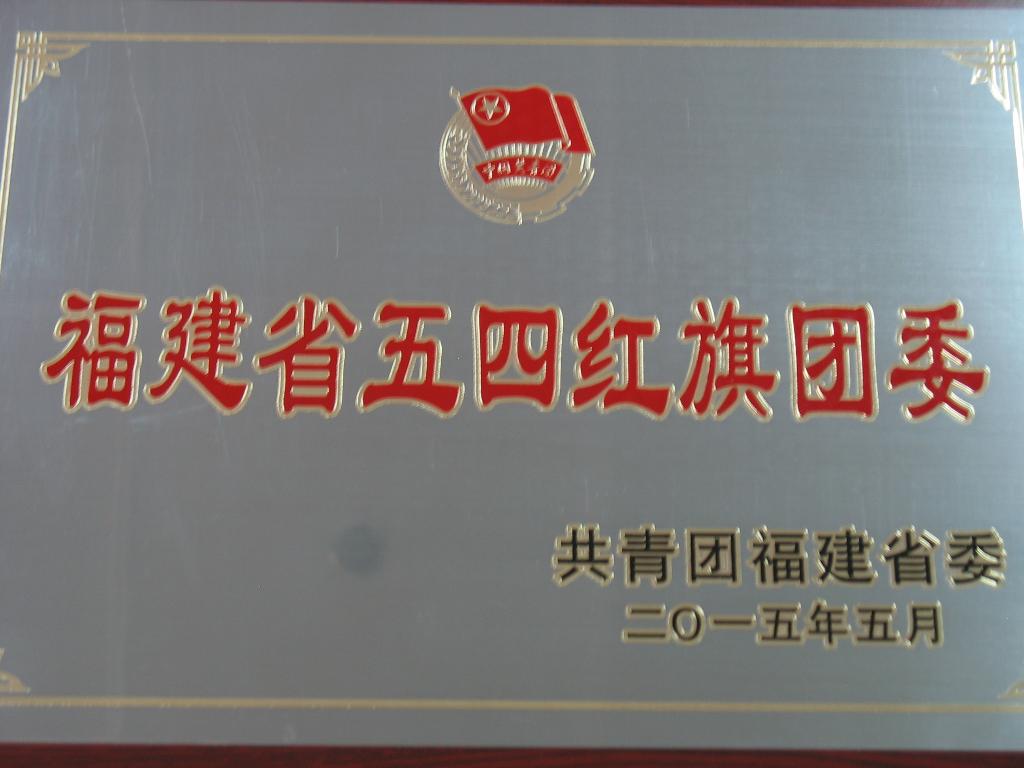 中国共青团
福建省五四红旗团委
共青团福建省委
二〇一五年五月